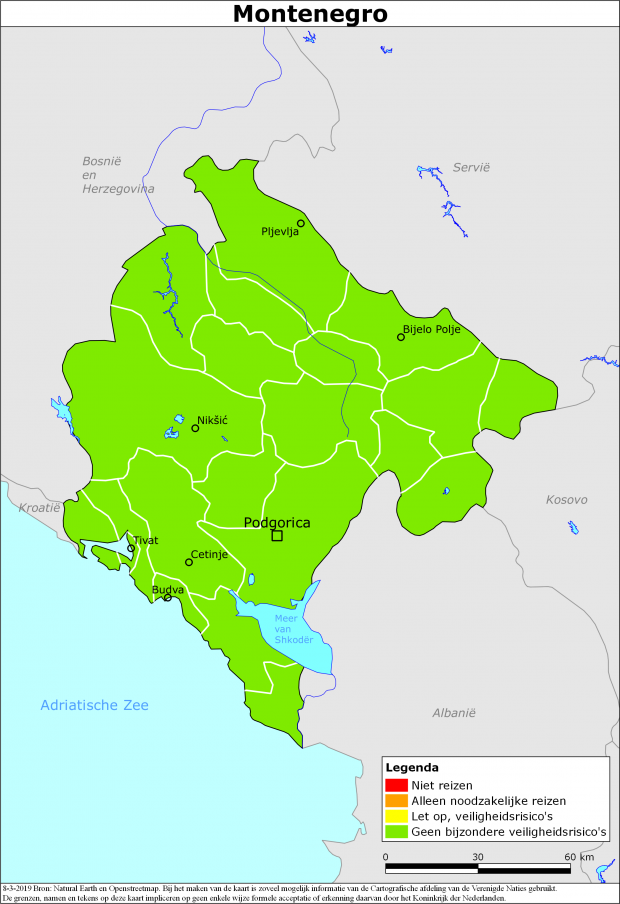 Montenegro
Bosnië
en
Herzegovina
Servië
Pljevlja
Bijelo Polje
Nikšić
Kroatië
Kosovo
Podgorica
Tivat
Cetinje
Budva
Meer
van
Shkodër
Adriatische Zee
Albanië
Legenda
Niet reizen
Alleen noodzakelijke reizen
Let op, veiligheidsrisico's
Geen bijzondere veiligheidsrisico's
0 30 60 km
8-3-2019 Bron: Natural Earth en Openstreetmap. Bij het maken van de kaart is zoveel mogelijk informatie van de Cartografische afdeling van de Verenigde Naties gebruikt.
De grenzen, namen en tekens op deze kaart impliceren op geen enkele wijze formele acceptatie of erkenning daarvan door het Koninkrijk der Nederlanden.